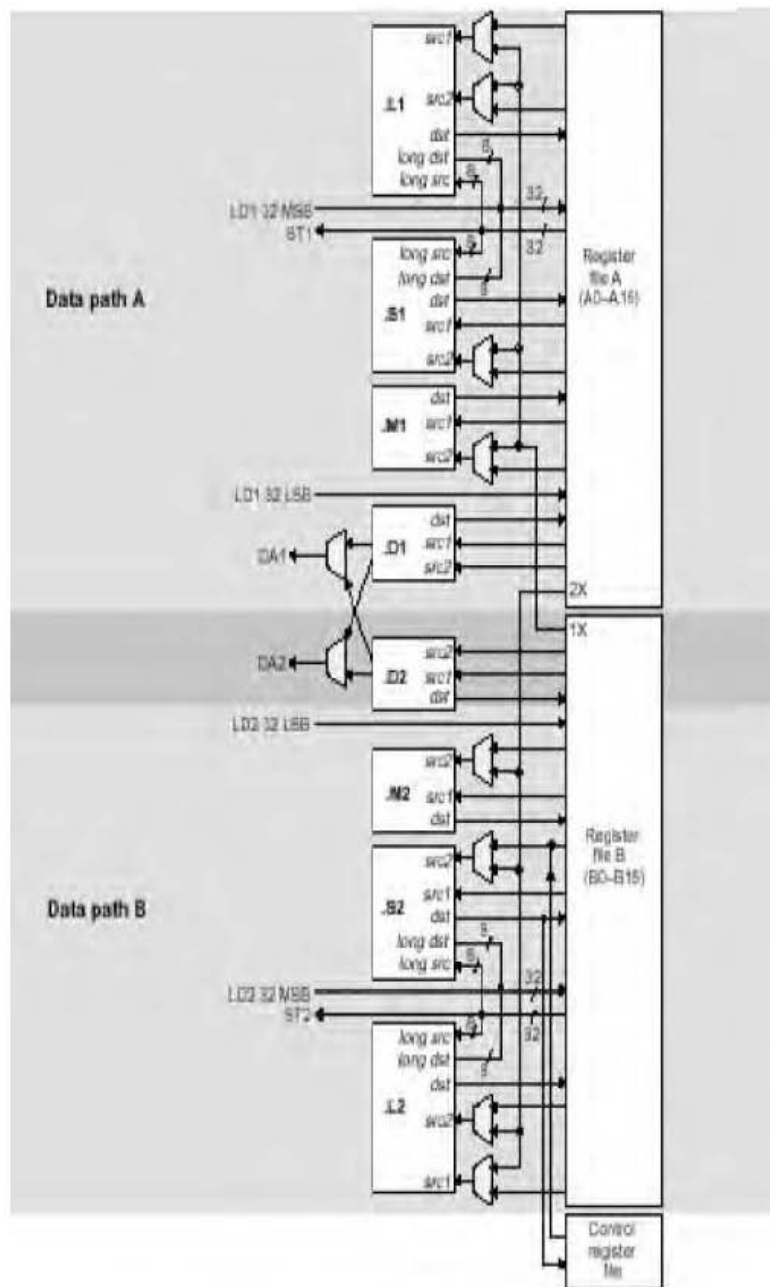 src1
.L1
src2
dst
8
long dst
8
long src
LD1 32 MSB
32
ST1
32
long src
8
long dst
8
Register
file A
(A0–A15)
Data path A
dst
.S1
src1
src2
dst
.M1
src1
src2
LD1 32 LSB
dst
DA1
.D1
src1
src2
2X
1X
DA2
src2
.D2
src1
dst
LD2 32 LSB
src2
.M2
src1
dst
Register
file B
(B0–B15)
src2
Data path B
.S2
src1
dst
8
long dst
8
long src
LD2 32 MSB
32
ST2
32
long src
8
long dst
8
dst
.L2
src2
src1
Control
register
file